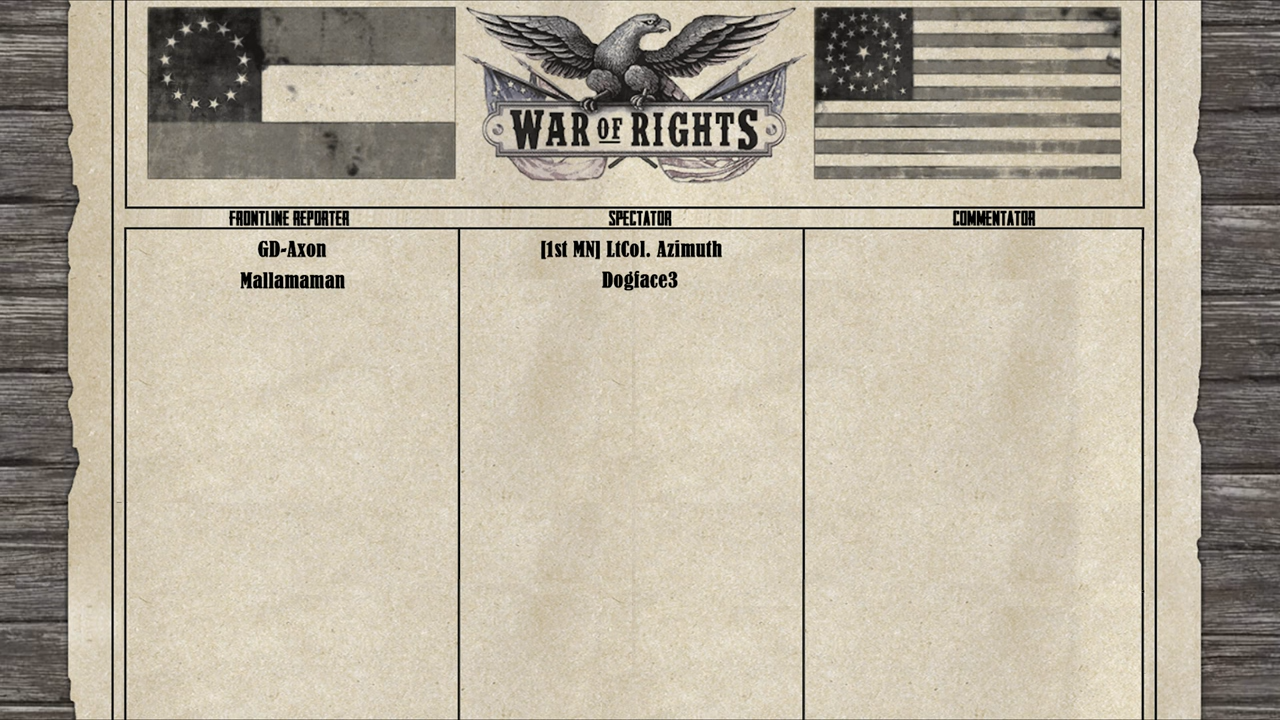 WAR OF RIGHTS
FRONTLINE REPORTER
SPECTATOR
COMMENTATOR
GD-Axon
[1st MN] LtCol. Azimuth
Mallamaman
Dogface3